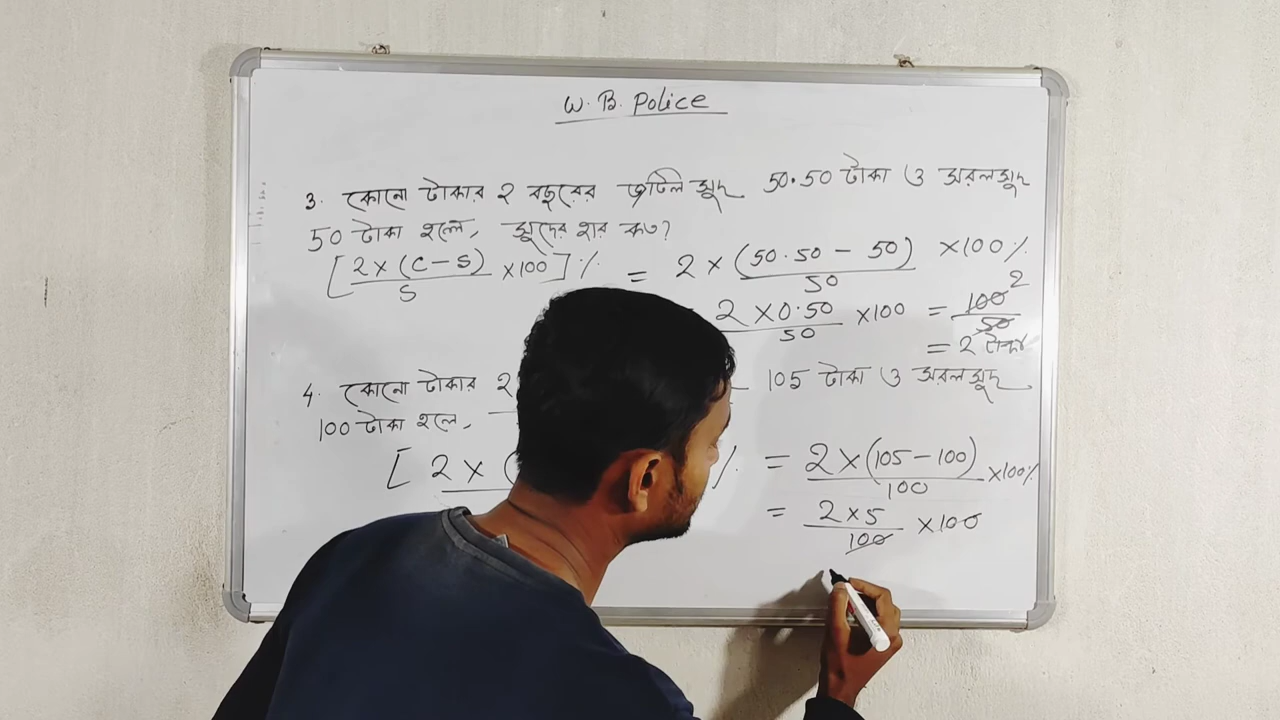 W. B. Police
3. কোনো টাকার 2 বছরের জটিল সুদ 50.50 টাকা ও সরলসুদ
50 টাকা হলে, সুদের হার কত?
[2 × (C - S) / S × 100] % = 2 × (50.50 - 50) / 50 × 100 %
2 × 0.50 / 50 × 100 = 100 / 50 2
= 2 টাকা
4. কোনো টাকার 2 105 টাকা ও সরলসুদ
100 টাকা হলে,
[ 2 × ( % = 2 × (105 - 100) / 100 × 100%
= 2 × 5 / 100 × 100